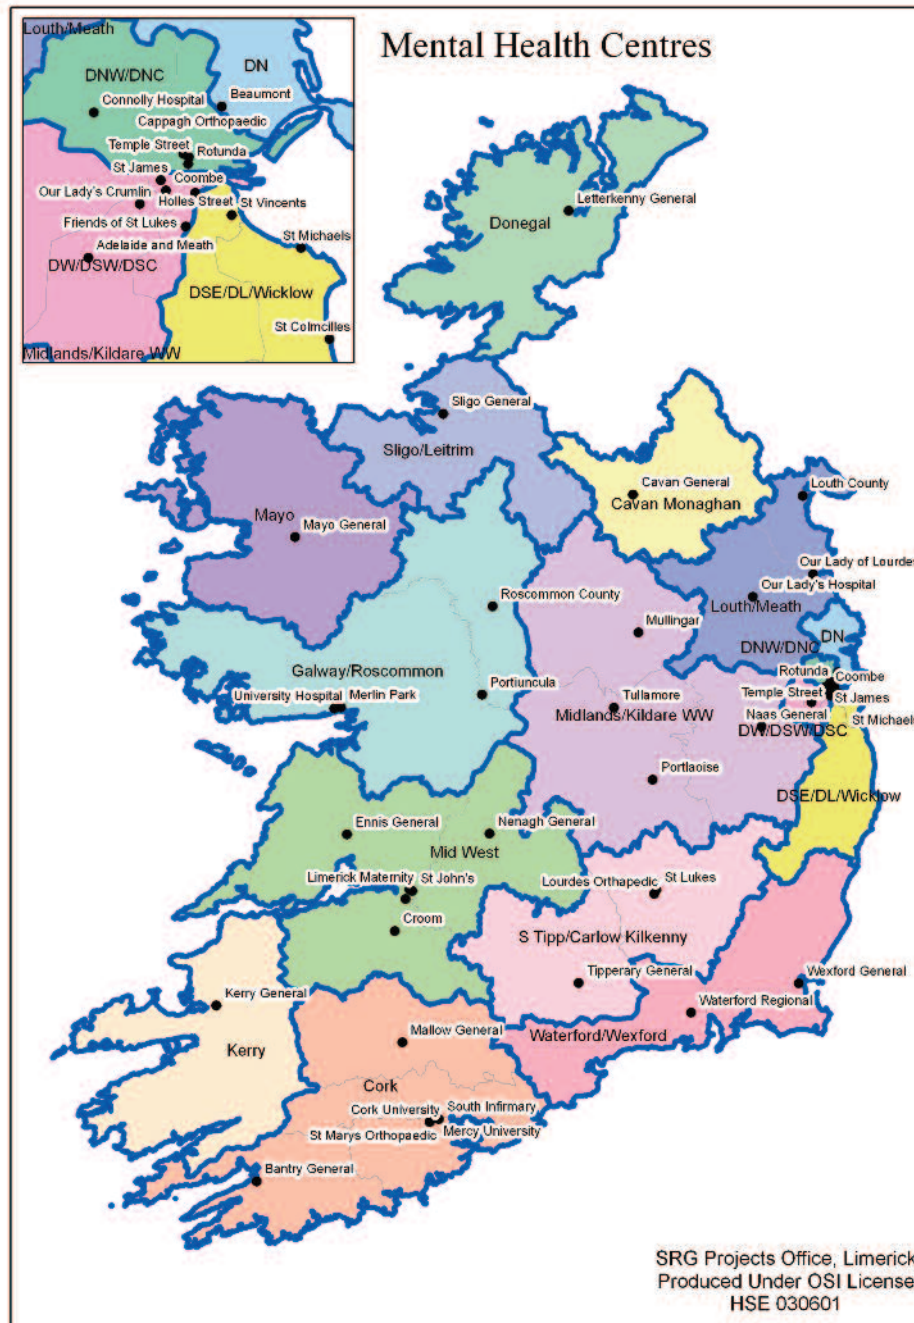 Mental Health Centres
Louth/Meath
DNW/DNC
DN
Connolly Hospital
Beaumont
Cappagh Orthopaedic
Temple Street
Rotunda
St James
Coombe
Our Lady's Crumlin
Holles Street
St Vincents
Friends of St Lukes
St Michaels
Adelaide and Meath
DW/DSW/DSC
DSE/DL/Wicklow
St Colmcilles
Midlands/Kildare WW
Letterkenny General
Donegal
Sligo General
Sligo/Leitrim
Cavan General
Cavan Monaghan
Louth County
Mayo
Mayo General
Our Lady of Lourdes
Our Lady's Hospital
Roscommon County
Louth/Meath
Mullingar
DN
DNW/DNC
Galway/Roscommon
Rotunda
Coombe
University Hospital
Merlin Park
Portiuncula
Tullamore
Temple Street
St James
Midlands/Kildare WW
Naas General
St Michaels
DW/DSW/DSC
Portlaoise
DSE/DL/Wicklow
Ennis General
Nenagh General
Mid West
Limerick Maternity
St John's
Lourdes Orthapedic
St Lukes
Croom
S Tipp/Carlow Kilkenny
Tipperary General
Wexford General
Kerry General
Waterford Regional
Mallow General
Waterford/Wexford
Kerry
Cork
Cork University
South Infirmary
St Marys Orthopaedic
Mercy University
Bantry General
SRG Projects Office, Limerick
Produced Under OSI License
HSE 030601